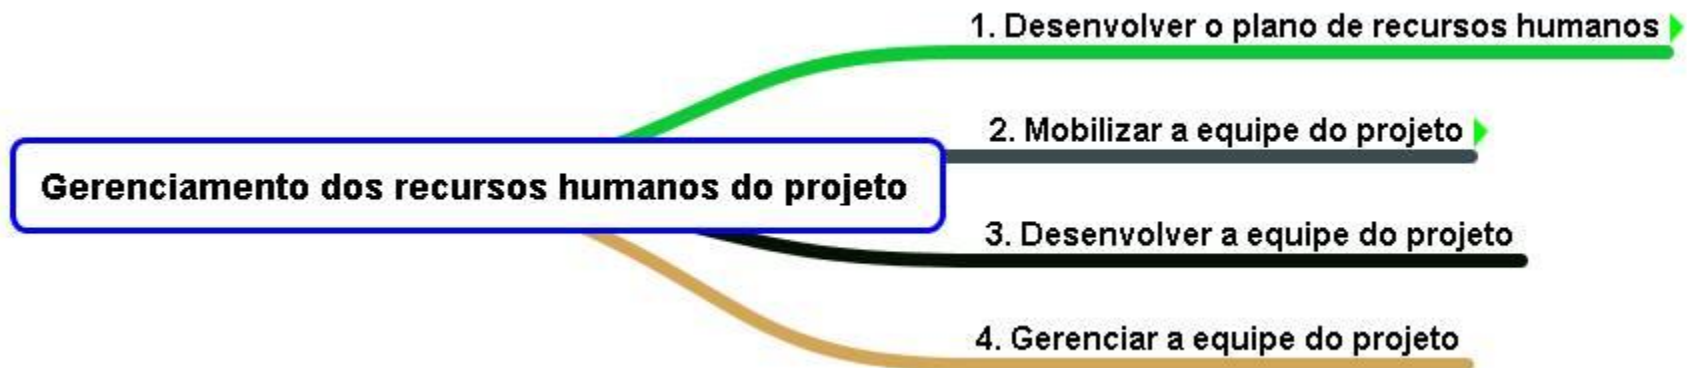 Gerenciamento dos recursos humanos do projeto
1. Desenvolver o plano de recursos humanos
2. Mobilizar a equipe do projeto
3. Desenvolver a equipe do projeto
4. Gerenciar a equipe do projeto